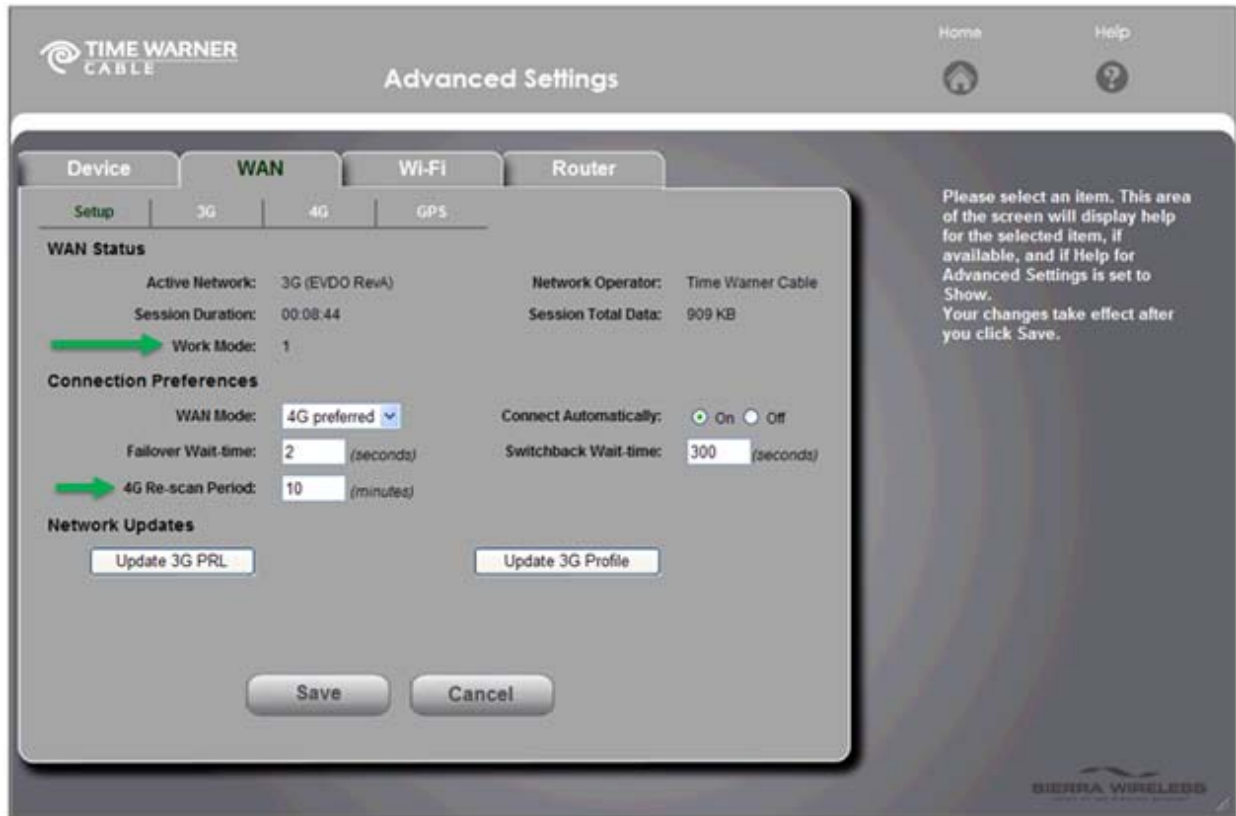 TIME WARNER
CABLE
Advanced Settings
Home
Help
Device
WAN
Wi-Fi
Router
Setup
3G
4G
GPS
WAN Status
Active Network: 3G (EVDO RevA)
Network Operator: Time Warner Cable
Session Duration: 00:08:44
Session Total Data: 909 KB
Work Mode: 1
Connection Preferences
WAN Mode: 4G preferred
Connect Automatically: On Off
Failover Wait-time: 2 (seconds)
Switchback Wait-time: 300 (seconds)
4G Re-scan Period: 10 (minutes)
Network Updates
Update 3G PRL
Update 3G Profile
Save
Cancel
Please select an item. This area
of the screen will display help
for the selected item, if
available, and if Help for
Advanced Settings is set to
Show.
Your changes take effect after
you click Save.
SIERRA WIRELESS